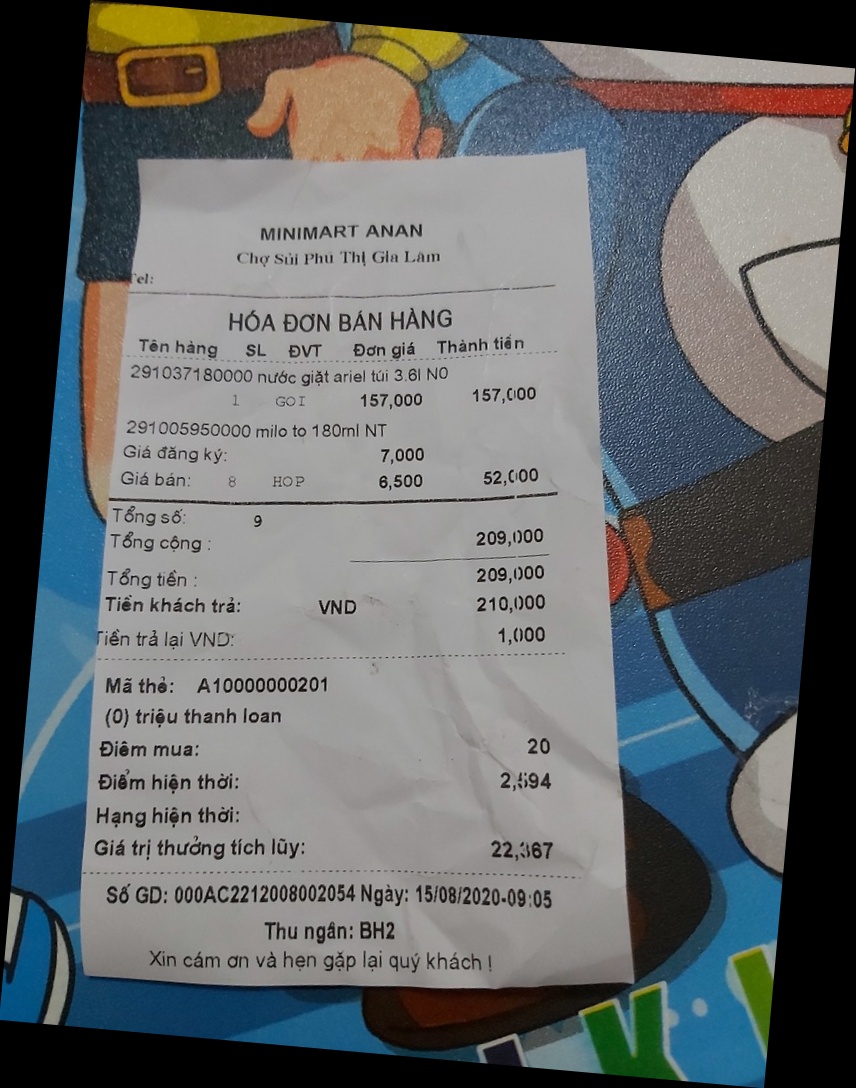 MINIMART ANAN
Chợ Sủi Phú Thị Gia Lâm
Tel:
HÓA ĐƠN BÁN HÀNG
Tên hàng SL ĐVT Đơn giá Thành tiền
291037180000 nước giặt ariel túi 3.6l N0
1 GOI 157,000 157,000
291005950000 milo to 180ml NT
Giá đăng ký: 7,000
Giá bán: 8 HOP 6,500 52,000
Tổng số: 9
Tổng cộng : 209,000
Tổng tiền : 209,000
Tiền khách trả: VND 210,000
Tiền trả lại VND: 1,000
Mã thẻ: A10000000201
(0) triệu thanh loan
Điểm mua: 20
Điểm hiện thời: 2,594
Hạng hiện thời:
Giá trị thưởng tích lũy: 22,367
Số GD: 000AC2212008002054 Ngày: 15/08/2020-09:05
Thu ngân: BH2
Xin cám ơn và hẹn gặp lại quý khách !